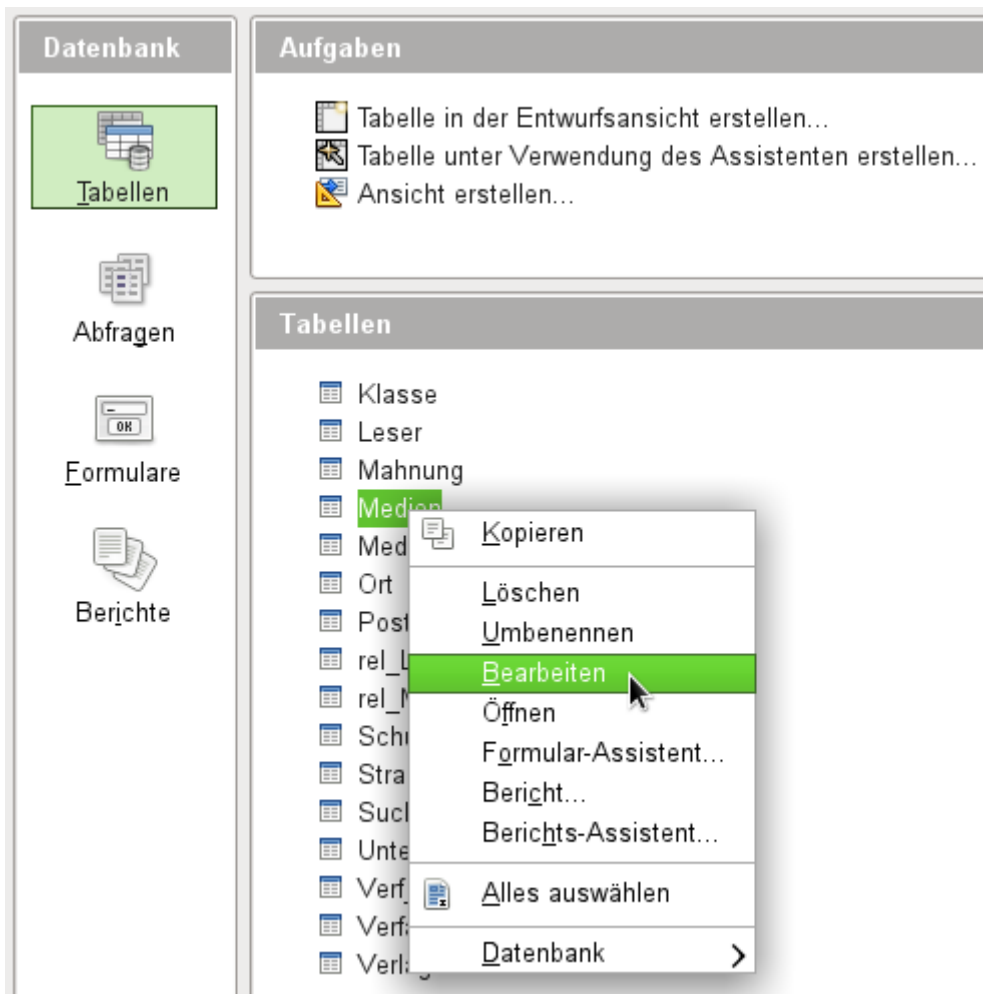 Datenbank
Tabellen
Abfragen
Formulare
Berichte
Aufgaben
Tabelle in der Entwurfsansicht erstellen...
Tabelle unter Verwendung des Assistenten erstellen...
Ansicht erstellen...
Tabellen
Klasse
Leser
Mahnung
Medien
Ort
Kopieren
Löschen
Umbenennen
Bearbeiten
Öffnen
Formular-Assistent...
Bericht...
Berichts-Assistent...
Alles auswählen
Datenbank